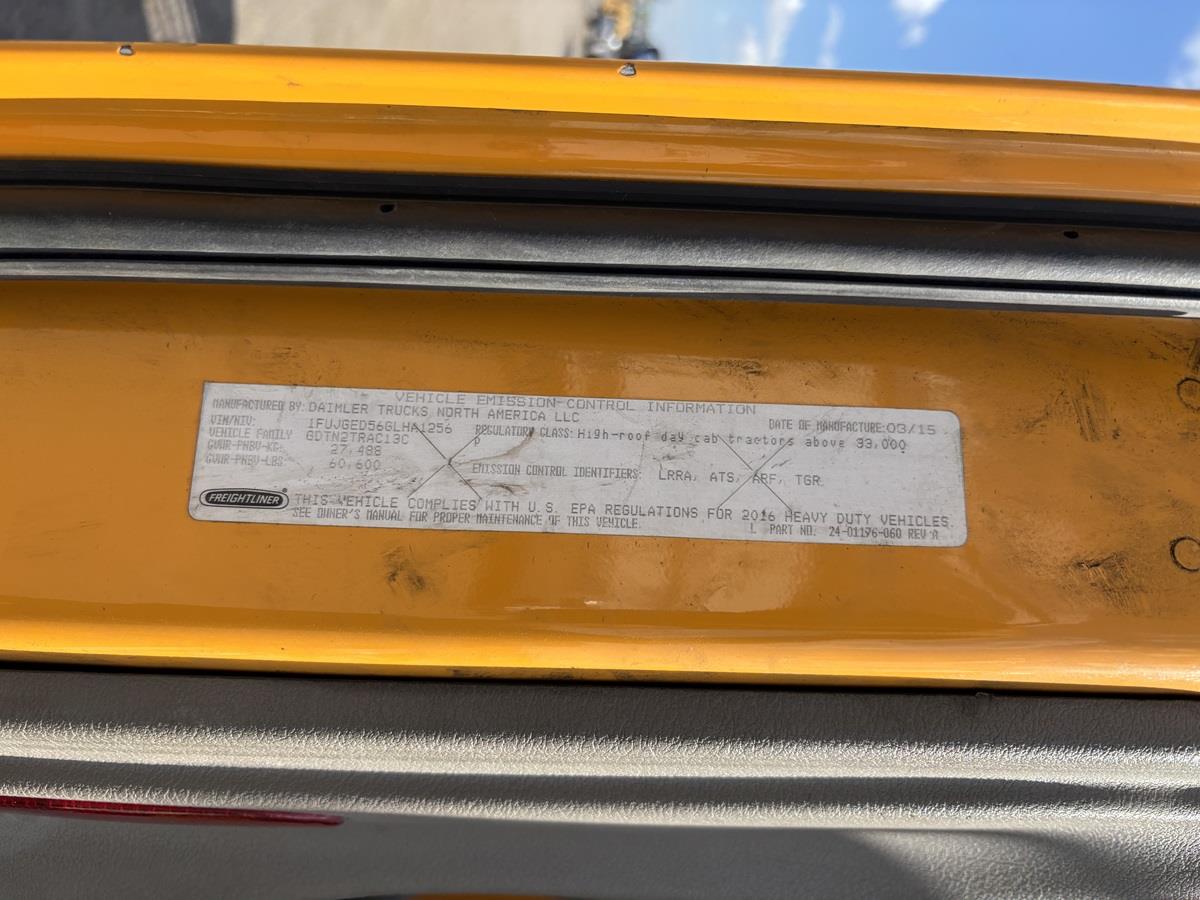 VEHICLE EMISSION CONTROL INFORMATION
MANUFACTURED BY: DAIMLER TRUCKS NORTH AMERICA LLC
DATE OF MANUFACTURE: 03/15
VIN/NIV: 1FUJGED56GLHA1256
REGULATORY CLASS: High-roof day cab tractors above 33,000
P
VEHICLE FAMILY GDTN2TRAC13C
GVWR-PNBV-KG: 27,488
GVWR-PNBV-LBS: 60,600
EMISSION CONTROL IDENTIFIERS: LRRA, ATS, ARF, TGR
FREIGHTLINER
THIS VEHICLE COMPLIES WITH U.S. EPA REGULATIONS FOR 2016 HEAVY DUTY VEHICLES
SEE OWNER'S MANUAL FOR PROPER MAINTENANCE OF THIS VEHICLE.
L PART NO. 24-01176-060 REV A